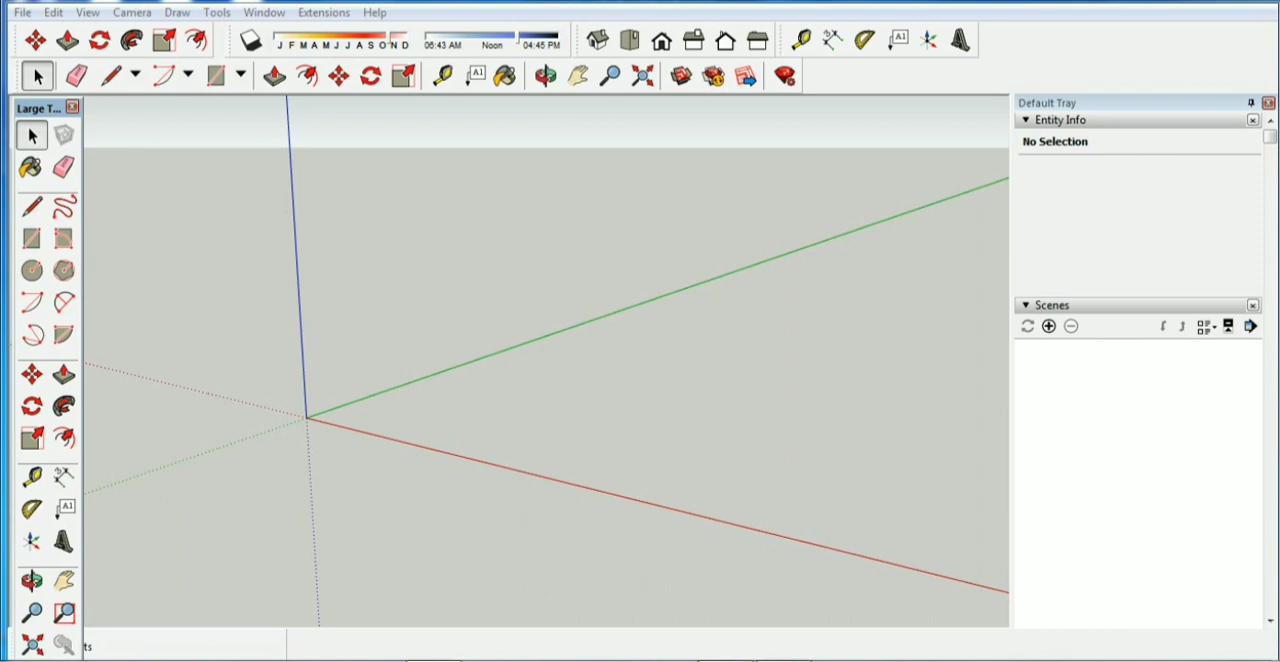 File Edit View Camera Draw Tools Window Extensions Help
J F M A M J J A S O N D 06:43 AM Noon 04:45 PM A1
A1
Large T...
Default Tray
Entity Info
No Selection
Scenes
A1
ts